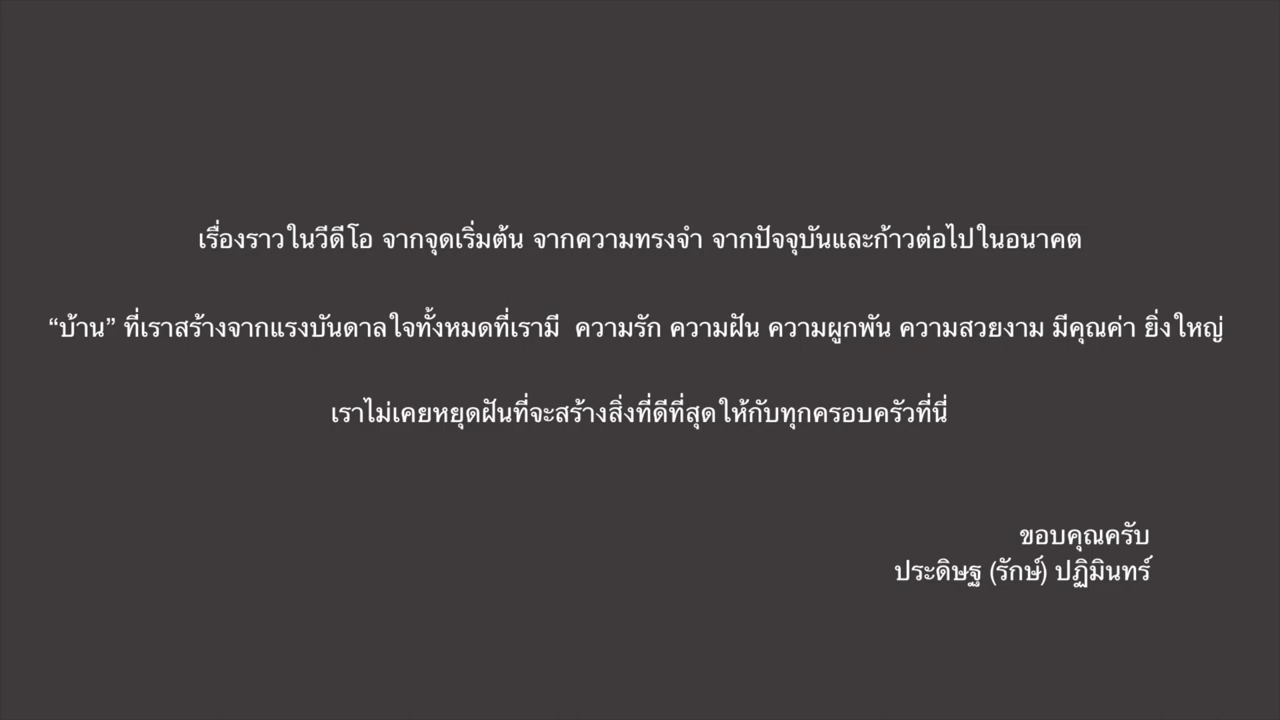 เรื่องราวในวีดีโอ จากจุดเริ่มต้น จากความทรงจำ จากปัจจุบันและก้าวต่อไปในอนาคต
“บ้าน” ที่เราสร้างจากแรงบันดาลใจทั้งหมดที่เรามี ความรัก ความฝัน ความผูกพัน ความสวยงาม มีคุณค่า ยิ่งใหญ่
เราไม่เคยหยุดฝันที่จะสร้างสิ่งที่ดีที่สุดให้กับทุกครอบครัวที่นี่
ขอบคุณครับ
ประดิษฐ (รักษ์) ปฏิมินทร์